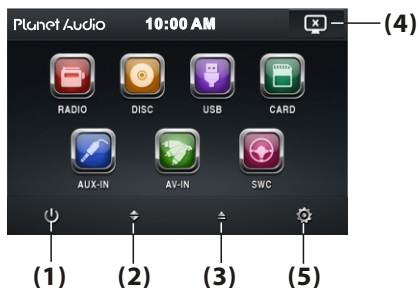 Planet Audio 10:00 AM (4)
RADIO DISC USB CARD
AUX-IN AV-IN SWC
(1) (2) (3) (5)